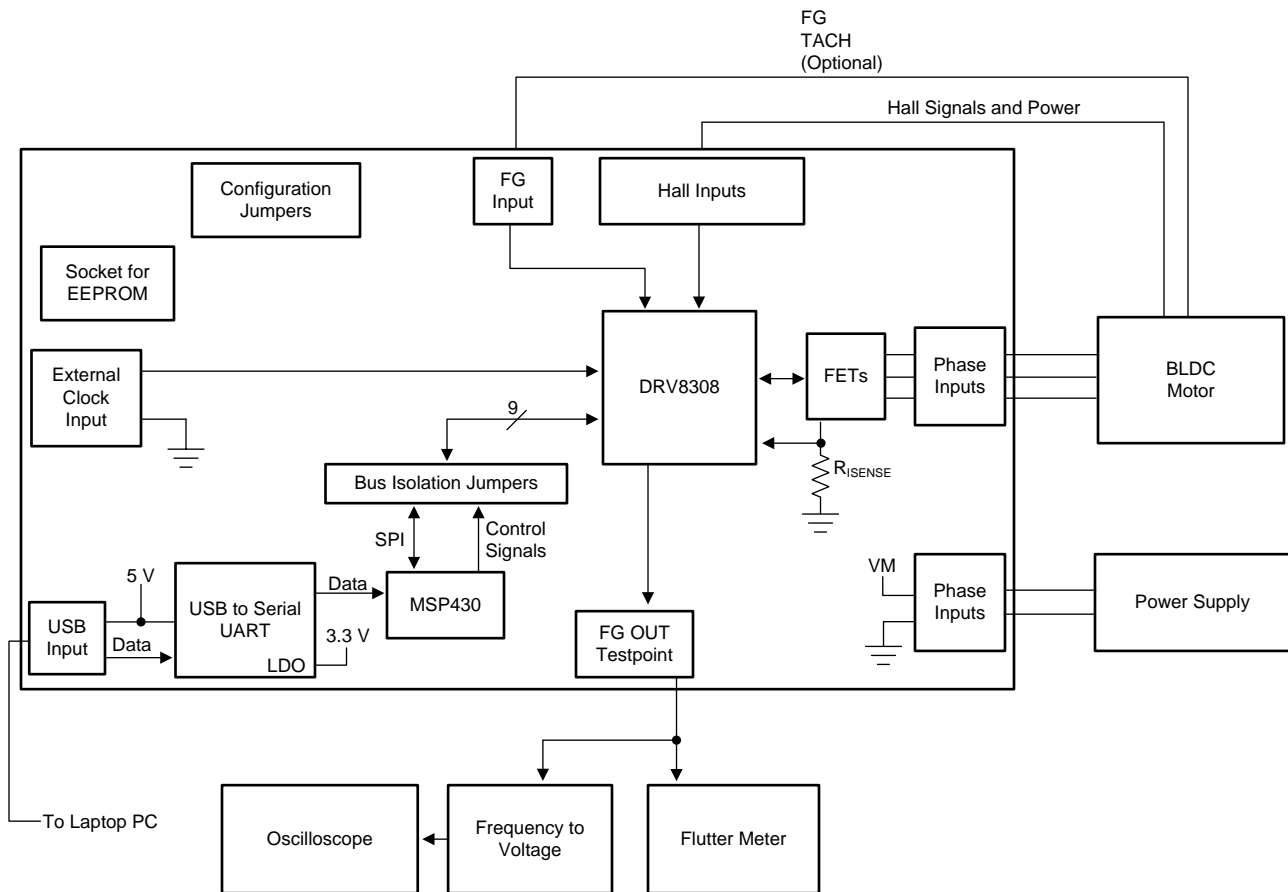 FG
TACH
(Optional)
Hall Signals and Power
Configuration
Jumpers
FG
Input
Hall Inputs
Socket for
EEPROM
External
Clock
Input
DRV8308
FETs
Phase
Inputs
BLDC
Motor
9
RISENSE
Bus Isolation Jumpers
SPI
Control
Signals
5 V
USB to Serial
UART
Data
MSP430
VM
Phase
Inputs
Power Supply
USB
Input
Data
3.3 V
LDO
FG OUT
Testpoint
To Laptop PC
Oscilloscope
Frequency to
Voltage
Flutter Meter